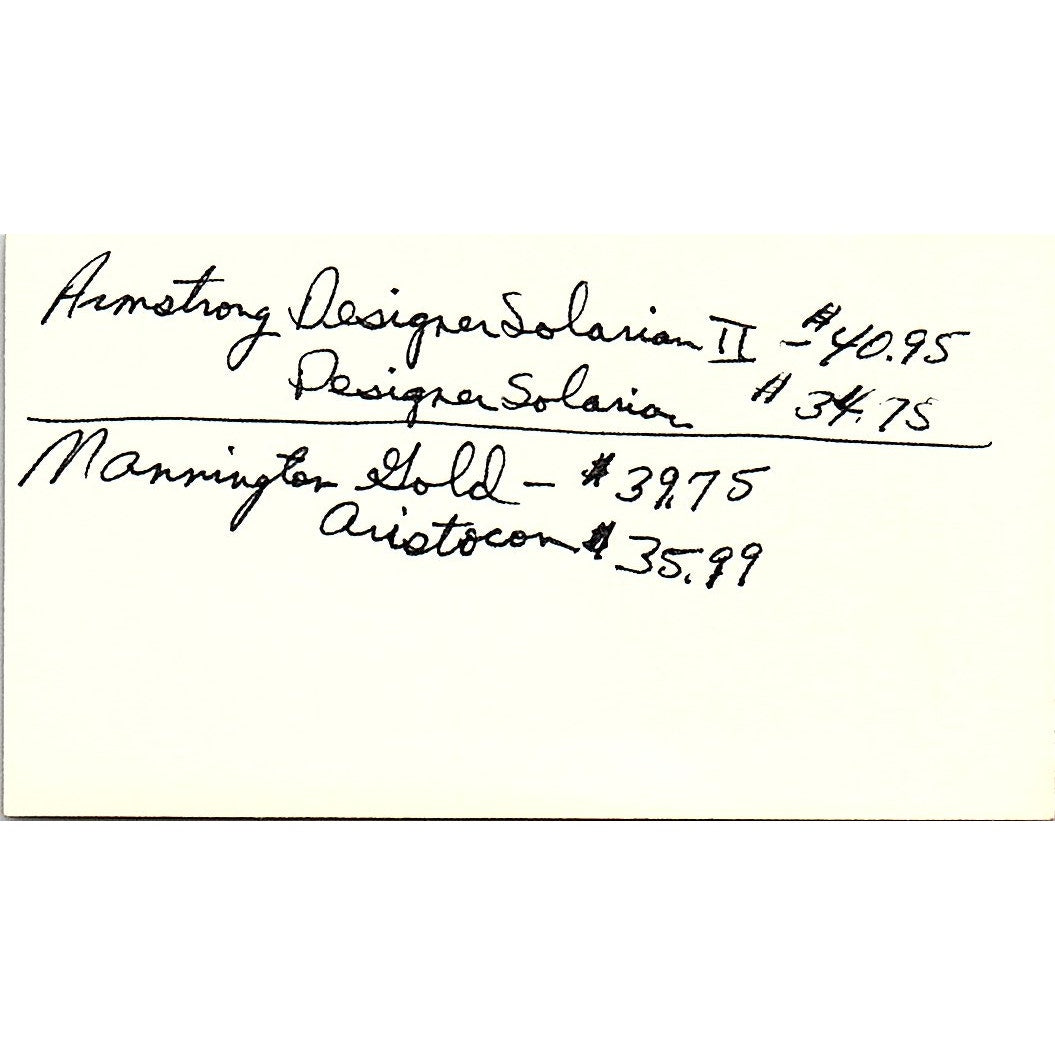 Armstrong Designer Solarian II - $40.95
Designer Solarian $34.75
Mannington Gold - $39.75
Aristocon $35.99